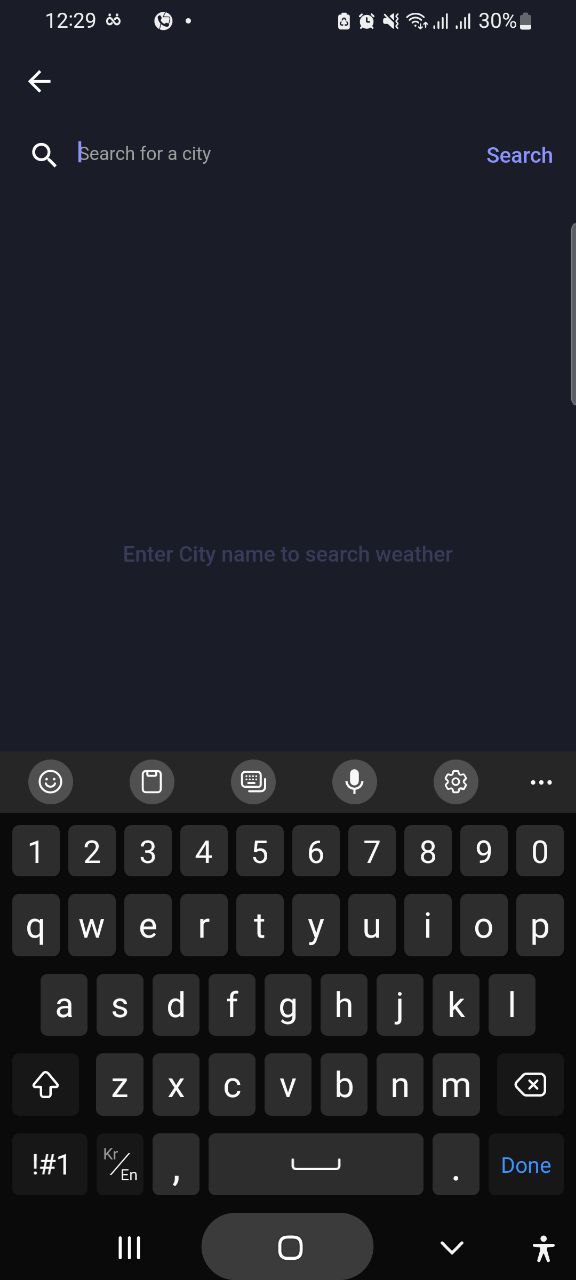 12:29
30%
Search for a city
Search
Enter City name to search weather
1 2 3 4 5 6 7 8 9 0
q w e r t y u i o p
a s d f g h j k l
z x c v b n m
!#1 Kr/En , . Done